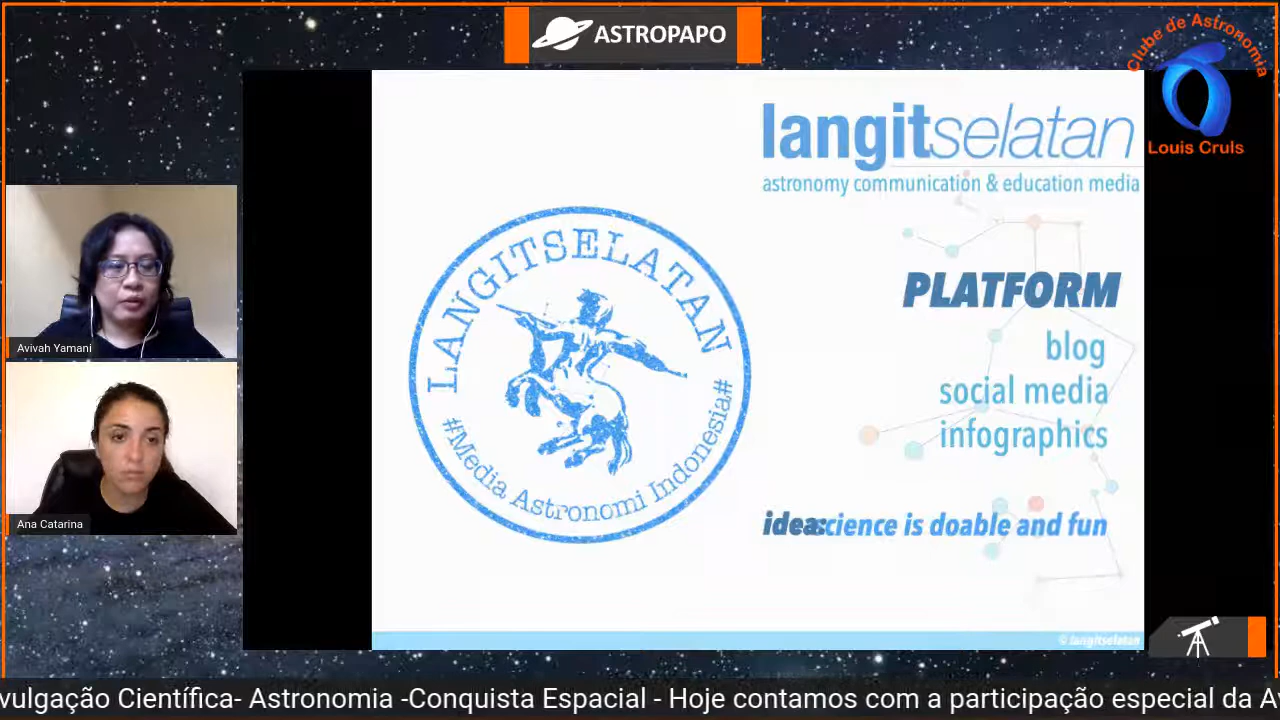 ASTROPAPO
Clube de Astronomia
Louis Cruls
langitselatan
astronomy communication & education media
LANGITSELATAN
#Media Astronomi Indonesia#
PLATFORM
blog
social media
infographics
idea: science is doable and fun
© langitselatan
Avivah Yamani
Ana Catarina
vulgação Científica- Astronomia -Conquista Espacial - Hoje contamos com a participação especial da A